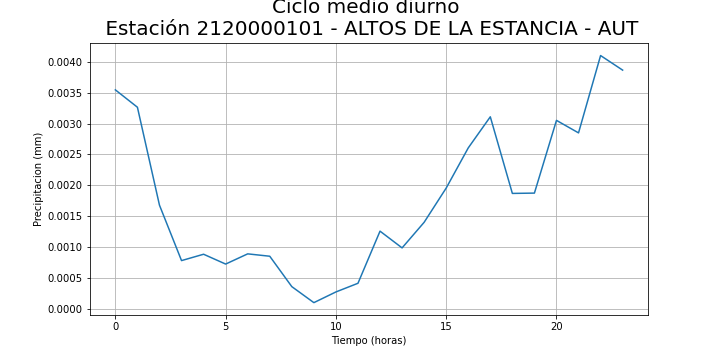 Ciclo medio diurno
Estación 2120000101 - ALTOS DE LA ESTANCIA - AUT
0.0040
0.0035
0.0030
0.0025
0.0020
0.0015
0.0010
0.0005
0.0000
Precipitacion (mm)
0 5 10 15 20
Tiempo (horas)